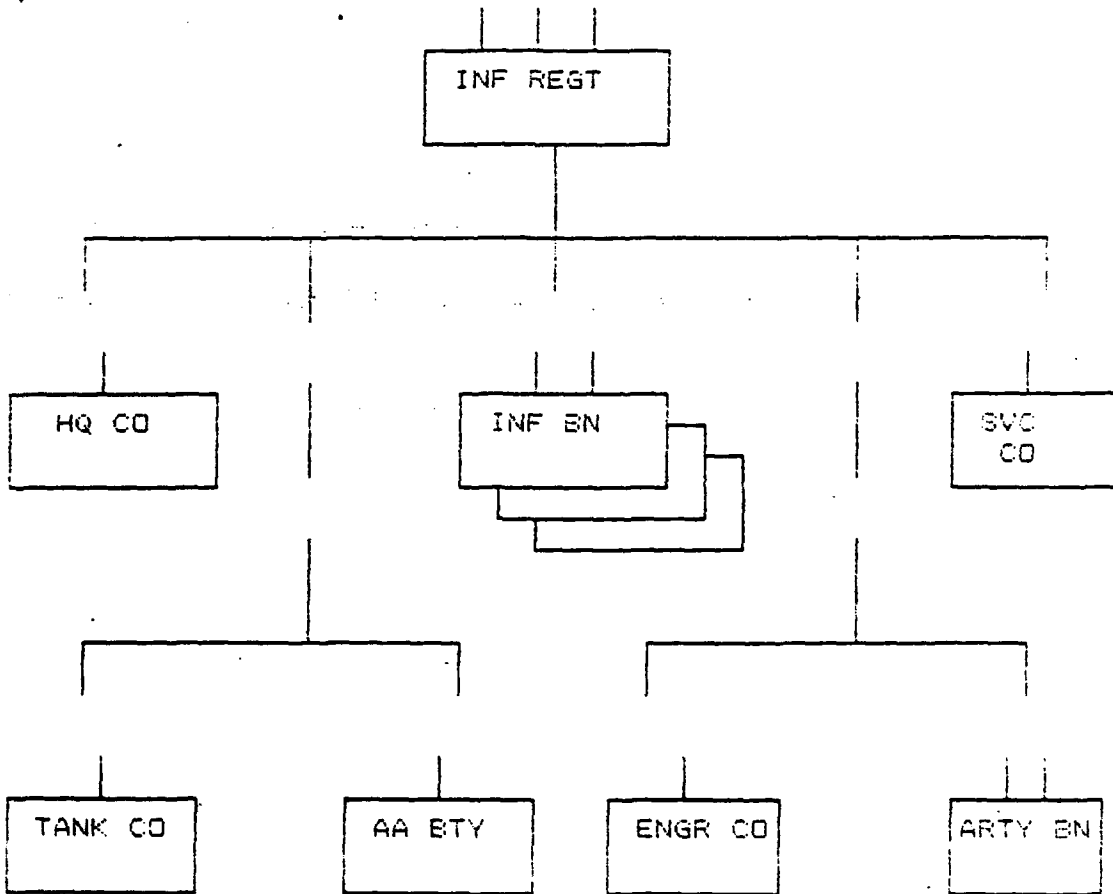 INF REGT
HQ CO
INF BN
SVC
CO
TANK CO
AA BTY
ENGR CO
ARTY BN